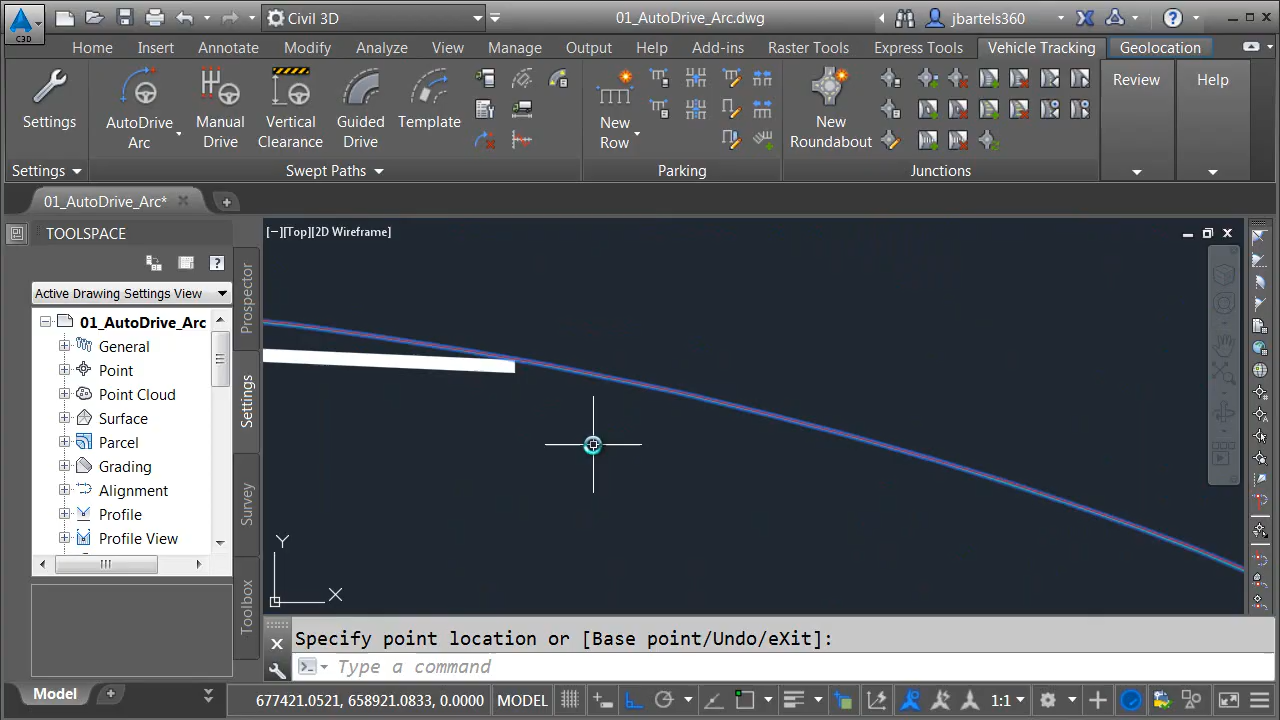 C3D
Civil 3D
01_AutoDrive_Arc.dwg
jbartels360
Home Insert Annotate Modify Analyze View Manage Output Help Add-ins Raster Tools Express Tools Vehicle Tracking Geolocation
Settings
AutoDrive Arc
Manual Drive
Vertical Clearance
Guided Drive
Template
New Row
New Roundabout
Review
Help
Settings
Swept Paths
Parking
Junctions
01_AutoDrive_Arc*
TOOLSPACE
Active Drawing Settings View
01_AutoDrive_Arc
General
Point
Point Cloud
Surface
Parcel
Grading
Alignment
Profile
Profile View
Prospector
Settings
Survey
Toolbox
[−][Top][2D Wireframe]
Y
X
Specify point location or [Base point/Undo/eXit]:
Type a command
Model
677421.0521, 658921.0833, 0.0000
MODEL
1:1